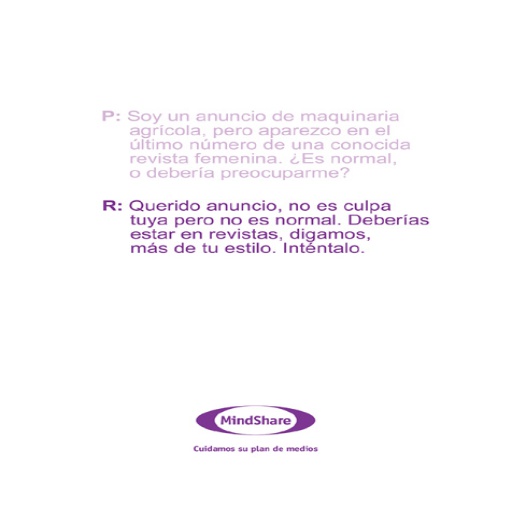 P: Soy un anuncio de maquinaria
agrícola, pero aparezco en el
último número de una conocida
revista femenina. ¿Es normal,
o debería preocuparme?
R: Querido anuncio, no es culpa
tuya pero no es normal. Deberías
estar en revistas, digamos,
más de tu estilo. Inténtalo.
MindShare
Cuidamos su plan de medios